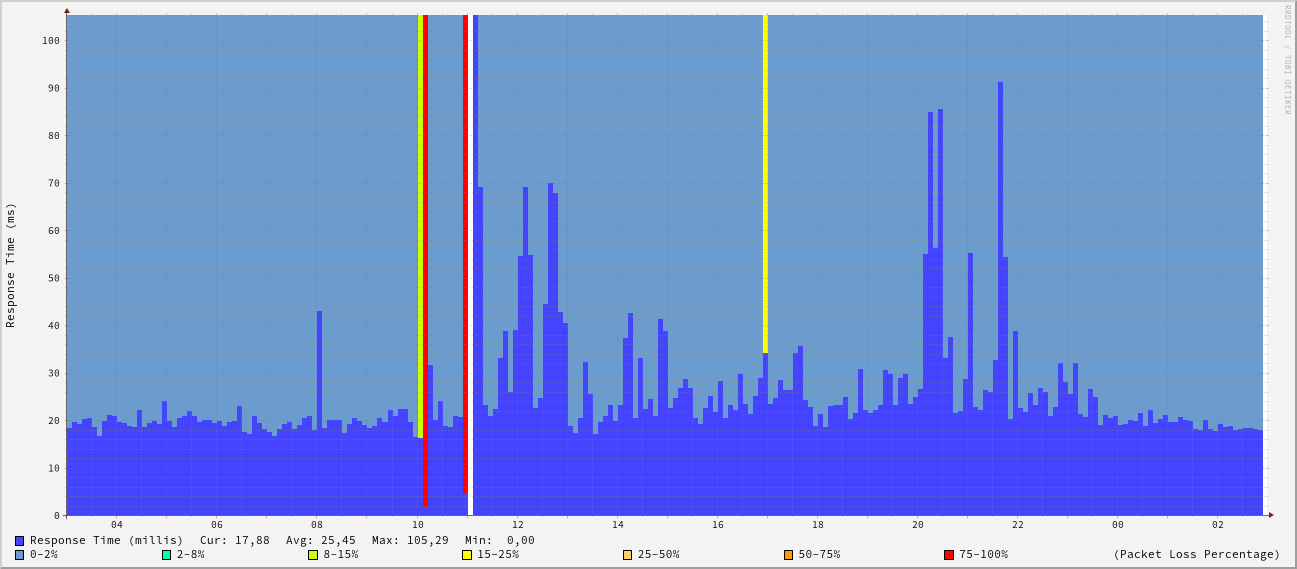 RRDTOOL / TOBI OETIKER
Response Time (ms)
100
90
80
70
60
50
40
30
20
10
0
04 06 08 10 12 14 16 18 20 22 00 02
Response Time (millis) Cur: 17,88 Avg: 25,45 Max: 105,29 Min: 0,00
0-2% 2-8% 8-15% 15-25% 25-50% 50-75% 75-100% (Packet Loss Percentage)